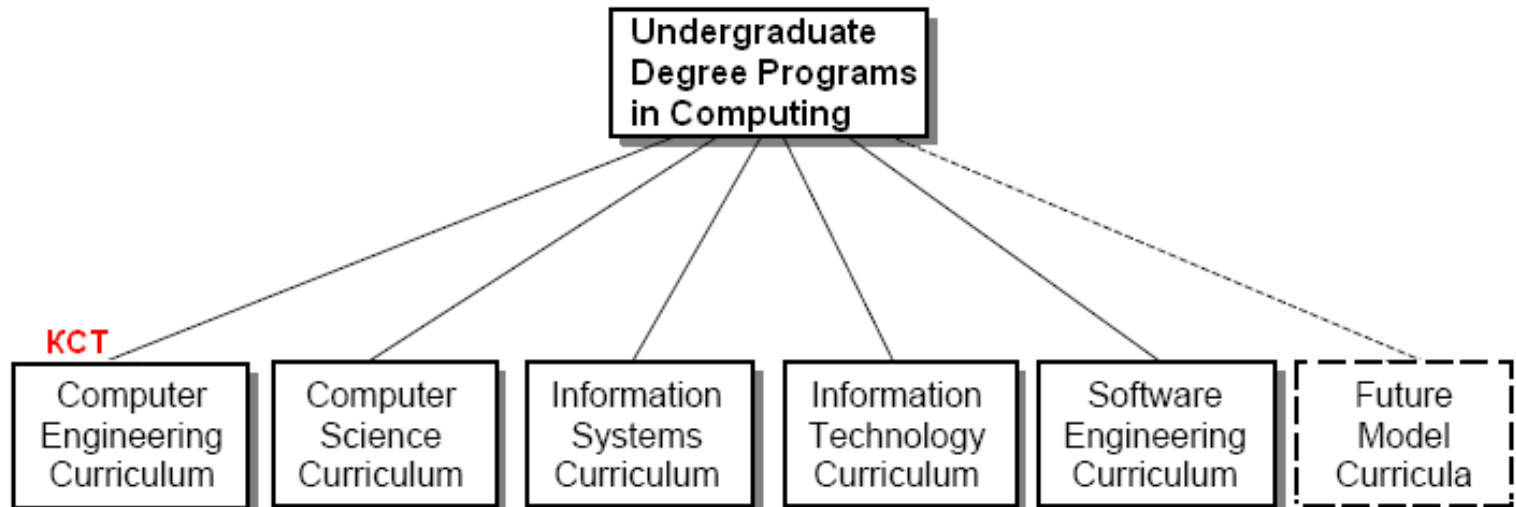 Undergraduate
Degree Programs
in Computing
КСТ
Computer
Engineering
Curriculum
Computer
Science
Curriculum
Information
Systems
Curriculum
Information
Technology
Curriculum
Software
Engineering
Curriculum
Future
Model
Curricula